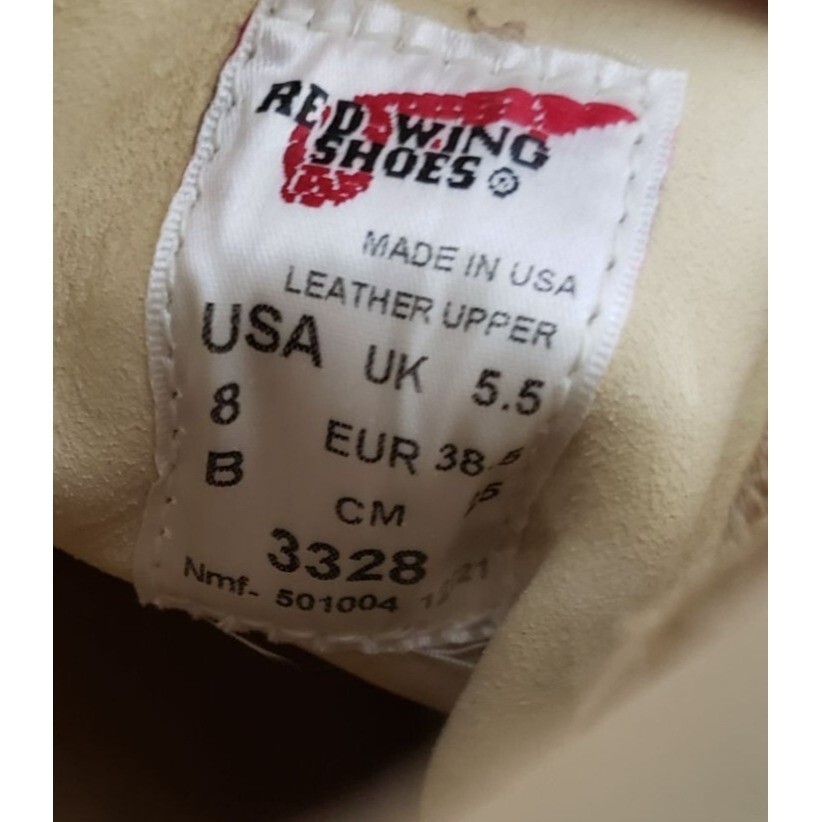 RED WING
SHOES ®
MADE IN USA
LEATHER UPPER
USA UK 5.5
8 EUR 38.5
B CM
3328
Nmf- 501004